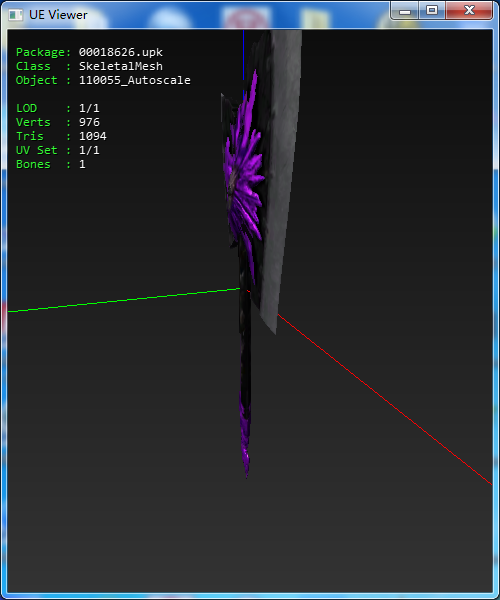 UE Viewer
Package: 00018626.upk
Class : SkeletalMesh
Object : 110055_Autoscale
LOD : 1/1
Verts : 976
Tris : 1094
UV Set : 1/1
Bones : 1